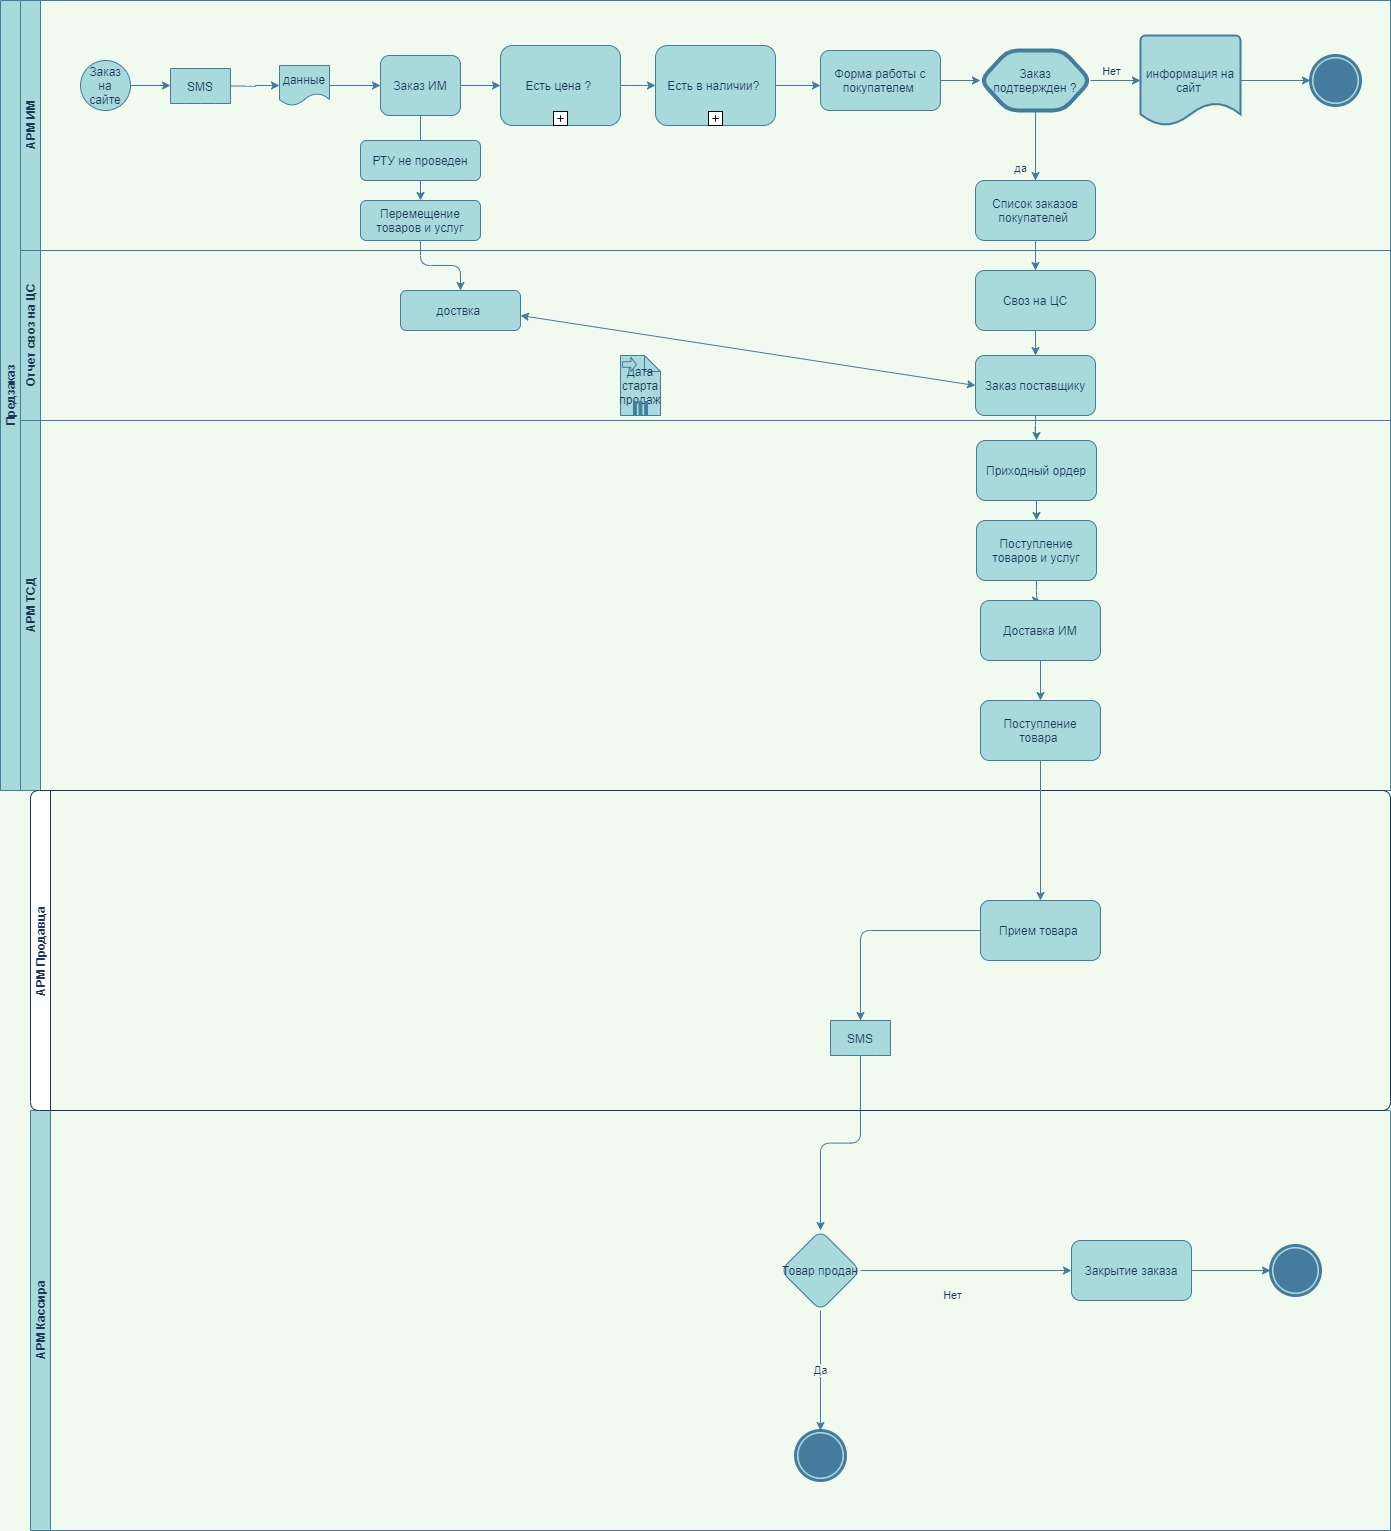 Предзаказ
АРМ ИМ
Заказ
на
сайте
SMS
данные
Заказ ИМ
Есть цена ?
Есть в наличии?
Форма работы с
покупателем
Заказ
подтвержден ?
Нет
информация на
сайт
РТУ не проведен
Перемещение
товаров и услуг
да
Список заказов
покупателей
Отчет своз на ЦС
доствка
Своз на ЦС
Дата
старта
продаж
Заказ поставщику
АРМ ТСД
Приходный ордер
Поступление
товаров и услуг
Доставка ИМ
Поступление
товара
АРМ Продавца
Прием товара
SMS
АРМ Кассира
Товар продан
Нет
Закрытие заказа
Да